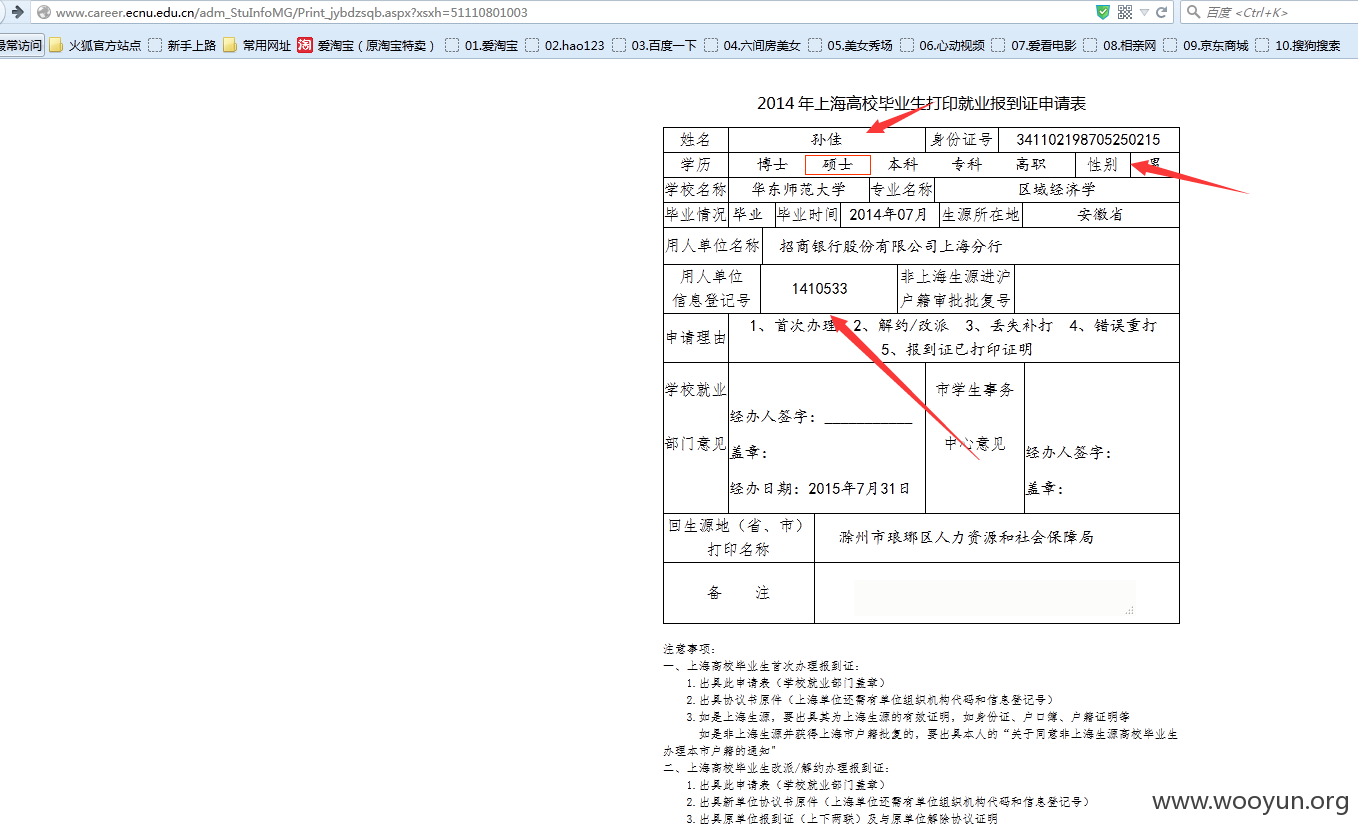 www.career.ecnu.edu.cn/adm_StuInfoMG/Print_jybdzsqb.aspx?xsxh=51110801003
百度 <Ctrl+K>
最常访问 火狐官方站点 新手上路 常用网址 淘 爱淘宝（原淘宝特卖） 01.爱淘宝 02.hao123 03.百度一下 04.六间房美女 05.美女秀场 06.心动视频 07.爱看电影 08.相亲网 09.京东商城 10.搜狗搜索
2014 年上海高校毕业生打印就业报到证申请表
姓名 孙佳 身份证号 341102198705250215
学历 博士 硕士 本科 专科 高职 性别
学校名称 华东师范大学 专业名称 区域经济学
毕业情况 毕业 毕业时间 2014年07月 生源所在地 安徽省
用人单位名称 招商银行股份有限公司上海分行
用人单位
信息登记号
1410533
非上海生源进沪
户籍审批批复号
申请理由
1、首次办理 2、解约/改派 3、丢失补打 4、错误重打
5、报到证已打印证明
学校就业
部门意见
经办人签字：___________
盖章：
经办日期：2015年7月31日
市学生事务
中心意见
经办人签字：
盖章：
回生源地（省、市）
打印名称
滁州市琅琊区人力资源和社会保障局
备 注
注意事项：
一、上海高校毕业生首次办理报到证：
1.出具此申请表（学校就业部门盖章）
2.出具协议书原件（上海单位还需有单位组织机构代码和信息登记号）
3.如是上海生源，要出具其为上海生源的有效证明，如身份证、户口簿、户籍证明等
如是非上海生源并获得上海市户籍批复的，要出具本人的“关于同意非上海生源高校毕业生
办理本市户籍的通知”
二、上海高校毕业生改派/解约办理报到证：
1.出具此申请表（学校就业部门盖章）
2.出具新单位协议书原件（上海单位还需有单位组织机构代码和信息登记号）
3.出具原单位报到证（上下两联）及与原单位解除协议证明
www.wooyun.org